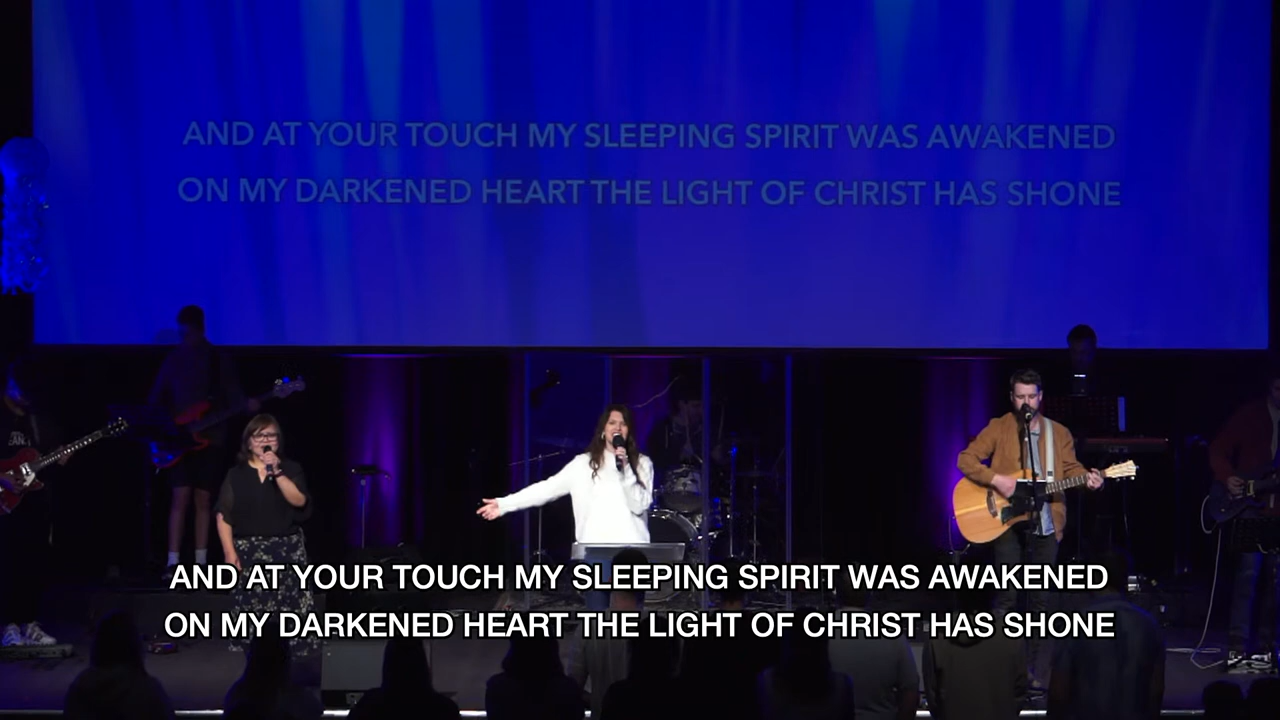 AND AT YOUR TOUCH MY SLEEPING SPIRIT WAS AWAKENED
ON MY DARKENED HEART THE LIGHT OF CHRIST HAS SHONE
AND AT YOUR TOUCH MY SLEEPING SPIRIT WAS AWAKENED
ON MY DARKENED HEART THE LIGHT OF CHRIST HAS SHONE